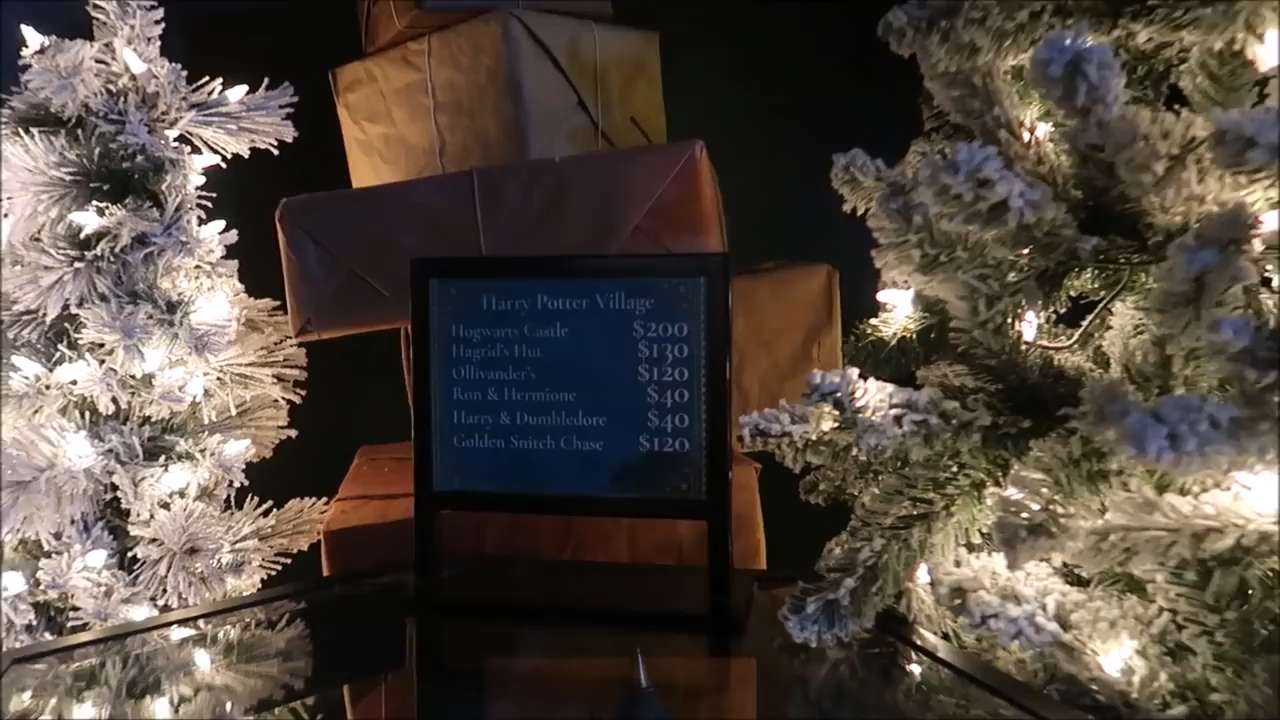 Harry Potter Village
Hogwarts Castle $200
Hagrid's Hut $130
Ollivander's $120
Ron & Hermione $40
Harry & Dumbledore $40
Golden Snitch Chase $120